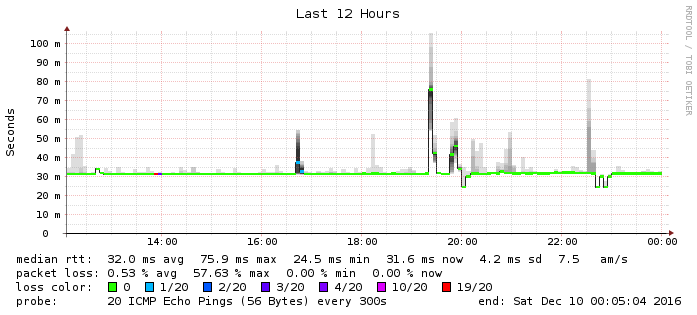 Last 12 Hours
RRDTOOL / TOBI OETIKER
Seconds
100 m
90 m
80 m
70 m
60 m
50 m
40 m
30 m
20 m
10 m
0
14:00 16:00 18:00 20:00 22:00 00:00
median rtt: 32.0 ms avg 75.9 ms max 24.5 ms min 31.6 ms now 4.2 ms sd 7.5 am/s
packet loss: 0.53 % avg 57.63 % max 0.00 % min 0.00 % now
loss color: 0 1/20 2/20 3/20 4/20 10/20 19/20
probe: 20 ICMP Echo Pings (56 Bytes) every 300s end: Sat Dec 10 00:05:04 2016